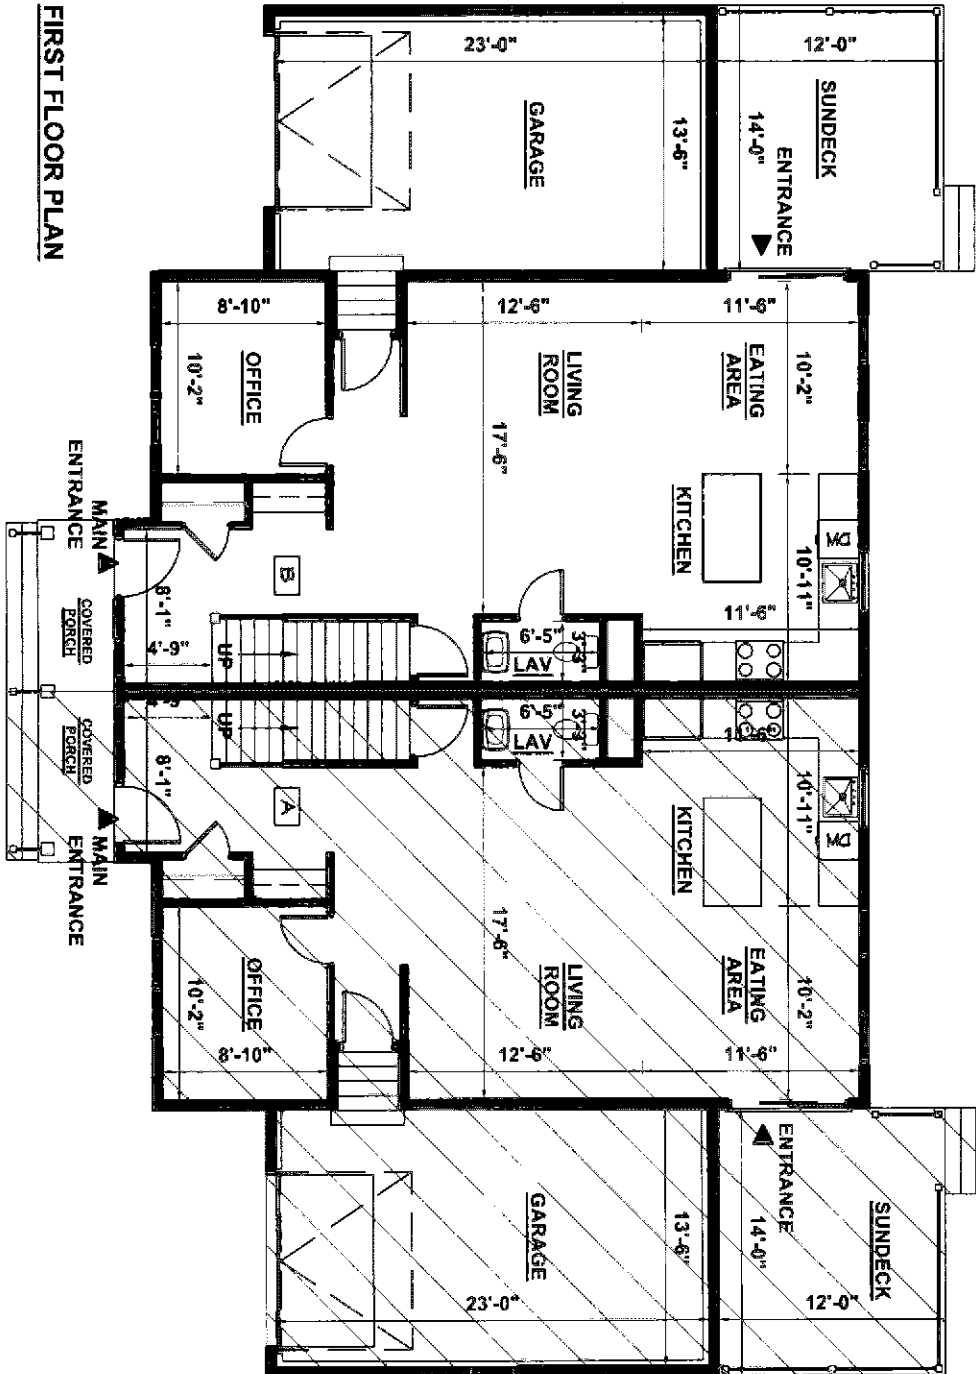 FIRST FLOOR PLAN
23'-0"
12'-0"
SUNDECK
GARAGE
13'-6"
14'-0"
ENTRANCE
8'-10"
12'-6"
11'-6"
OFFICE
10'-2"
LIVING
ROOM
EATING
AREA
10'-2"
17'-6"
KITCHEN
MAIN
ENTRANCE
DW
10'-11"
B
8'-1"
11'-6"
COVERED
PORCH
4'-9"
UP
6'-5"
3'-3"
LAV
4'-9"
UP
6'-5"
3'-3"
LAV
11'-6"
COVERED
PORCH
8'-1"
A
10'-11"
DW
KITCHEN
MAIN
ENTRANCE
17'-6"
OFFICE
10'-2"
LIVING
ROOM
EATING
AREA
10'-2"
8'-10"
12'-6"
11'-6"
ENTRANCE
GARAGE
13'-6"
14'-0"
SUNDECK
23'-0"
12'-0"